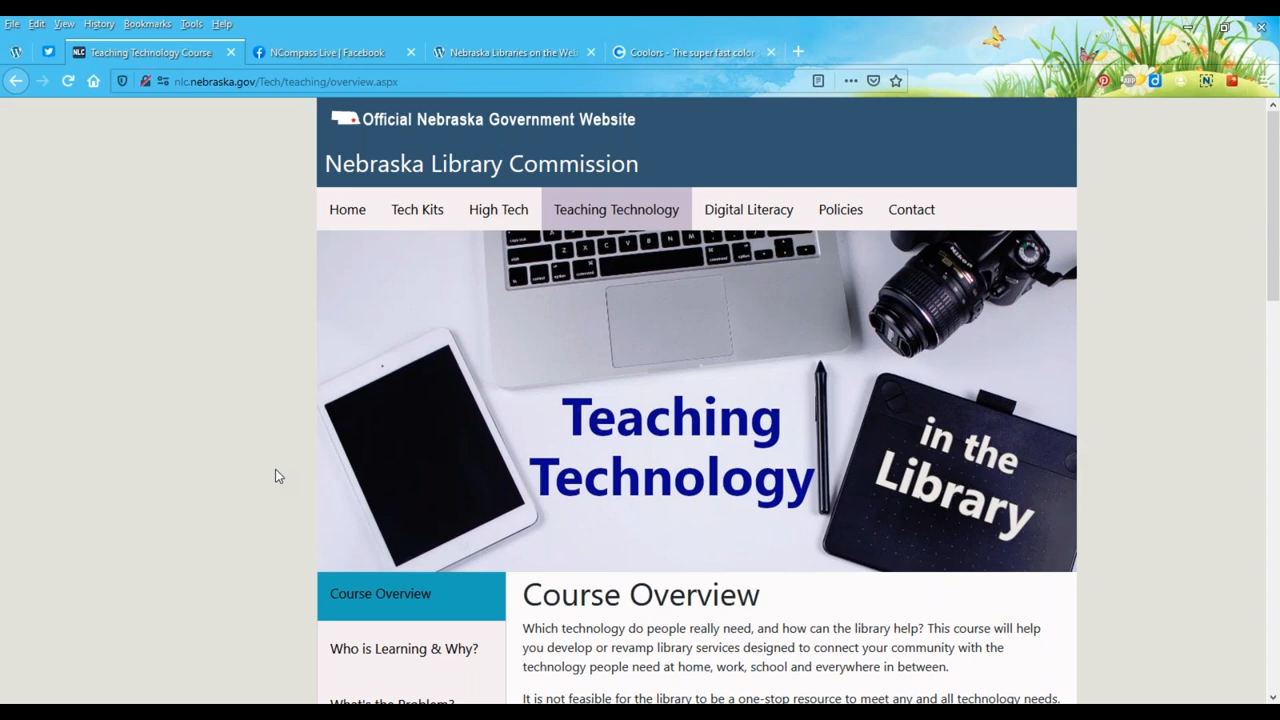 File Edit View History Bookmarks Tools Help
NLC Teaching Technology Course
NCompass Live | Facebook
Nebraska Libraries on the Web
Coolors - The super fast color
nlc.nebraska.gov/Tech/teaching/overview.aspx
Official Nebraska Government Website
Nebraska Library Commission
Home Tech Kits High Tech Teaching Technology Digital Literacy Policies Contact
Nikon
Teaching
Technology
in the
Library
Course Overview
Who is Learning & Why?
What's the Problem?
Course Overview
Which technology do people really need, and how can the library help? This course will help
you develop or revamp library services designed to connect your community with the
technology people need at home, work, school and everywhere in between.
It is not feasible for the library to be a one-stop resource to meet any and all technology needs.